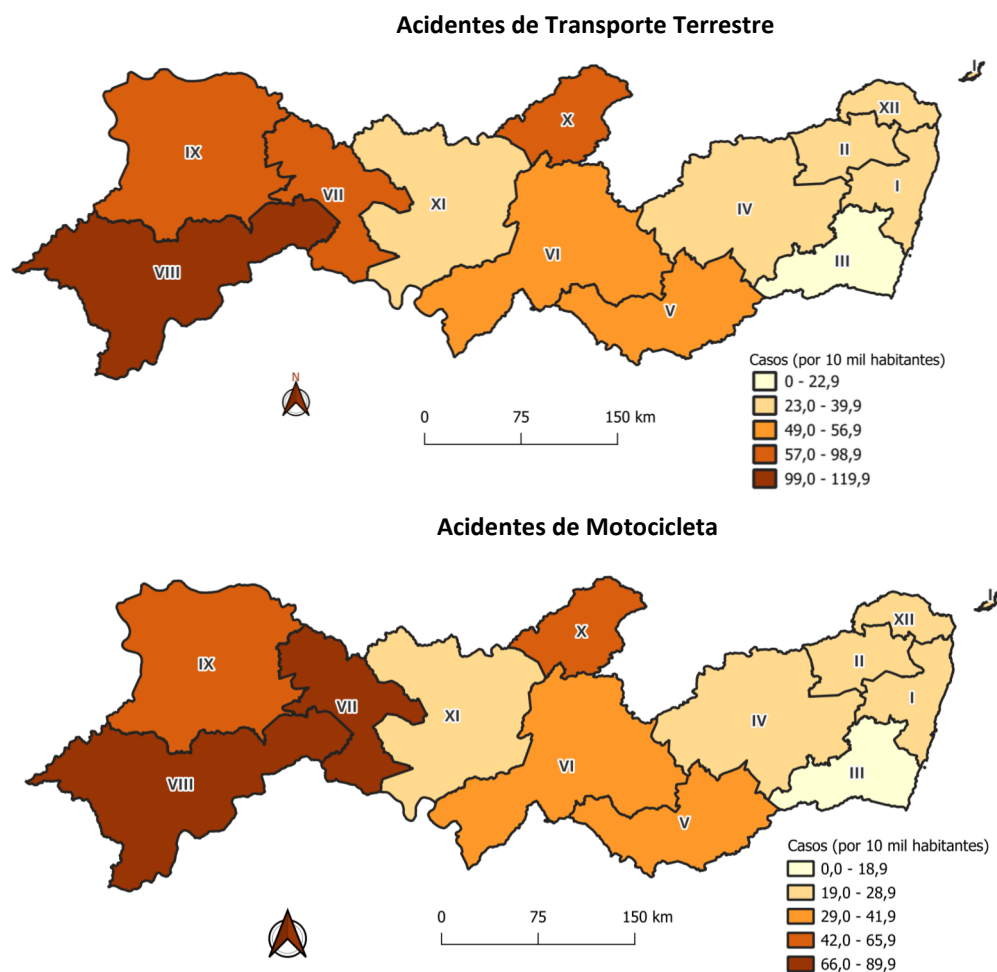 Acidentes de Transporte Terrestre
I
XII
X
II
IX
I
VII
XI
IV
VI
III
VIII
V
Casos (por 10 mil habitantes)
0 - 22,9
23,0 - 39,9
49,0 - 56,9
57,0 - 98,9
99,0 - 119,9
N
0 75 150 km
Acidentes de Motocicleta
I
XII
X
II
IX
I
VII
XI
IV
VI
III
VIII
V
Casos (por 10 mil habitantes)
0,0 - 18,9
19,0 - 28,9
29,0 - 41,9
42,0 - 65,9
66,0 - 89,9
0 75 150 km